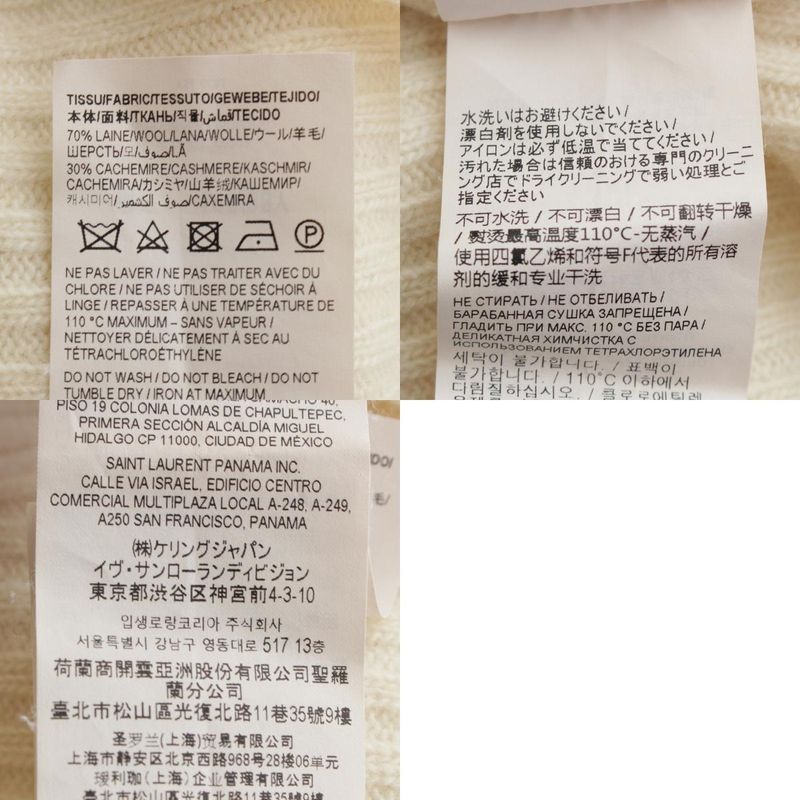 TISSU/FABRIC/TESSUTO/GEWEBE/TEJIDO/
本体/面料/ТКАНЬ/직물/قماش/TECIDO
70% LAINE/WOOL/LANA/WOLLE/ウール/羊毛/
ШЕРСТЬ/모/الصوف/LÃ
30% CACHEMIRE/CASHMERE/KASCHMIR/
CACHEMIRA/カシミヤ/山羊绒/КАШЕМИР/
캐시미어/صوف الكشمير/CAXEMIRA
P
NE PAS LAVER / NE PAS TRAITER AVEC DU
CHLORE / NE PAS UTILISER DE SÉCHOIR À
LINGE / REPASSER À UNE TEMPÉRATURE DE
110 °C MAXIMUM – SANS VAPEUR /
NETTOYER DÉLICATEMENT À SEC AU
TÉTRACHLOROÉTHYLÈNE
DO NOT WASH / DO NOT BLEACH / DO NOT
TUMBLE DRY / IRON AT MAXIMUM
水洗いはお避けください/
漂白剤を使用しないでください/
アイロンは必ず低温で当ててください/
汚れた場合は信頼のおける専門のクリーニ
ング店でドライクリーニングで弱い処理とご
指定ください
不可水洗 / 不可漂白 / 不可翻转干燥
/ 熨烫最高温度110°C-无蒸汽 /
使用四氯乙烯和符号F代表的所有溶
剂的缓和专业干洗
НЕ СТИРАТЬ / НЕ ОТБЕЛИВАТЬ /
БАРАБАННАЯ СУШКА ЗАПРЕЩЕНА /
ГЛАДИТЬ ПРИ МАКС. 110 °C БЕЗ ПАРА /
ДЕЛИКАТНАЯ ХИМЧИСТКА С
ИСПОЛЬЗОВАНИЕМ ТЕТРАХЛОРЭТИЛЕНА
세탁이 불가합니다. / 표백이
불가합니다. / 110°C 이하에서
다림질하십시오. / 클로로에틸렌
PISO 19 COLONIA LOMAS DE CHAPULTEPEC,
PRIMERA SECCIÓN ALCALDÍA MIGUEL
HIDALGO CP 11000, CIUDAD DE MÉXICO
SAINT LAURENT PANAMA INC.
CALLE VIA ISRAEL, EDIFICIO CENTRO
COMERCIAL MULTIPLAZA LOCAL A-248, A-249,
A250 SAN FRANCISCO, PANAMA
(株)ケリングジャパン
イヴ・サンローランディビジョン
東京都渋谷区神宮前4-3-10
입생로랑코리아 주식회사
서울특별시 강남구 영동대로 517 13층
荷蘭商開雲亞洲股份有限公司聖羅
蘭分公司
臺北市松山區光復北路11巷35號9樓
圣罗兰(上海)贸易有限公司
上海市静安区北京西路968号28楼06单元
瑷利珈(上海)企业管理有限公司